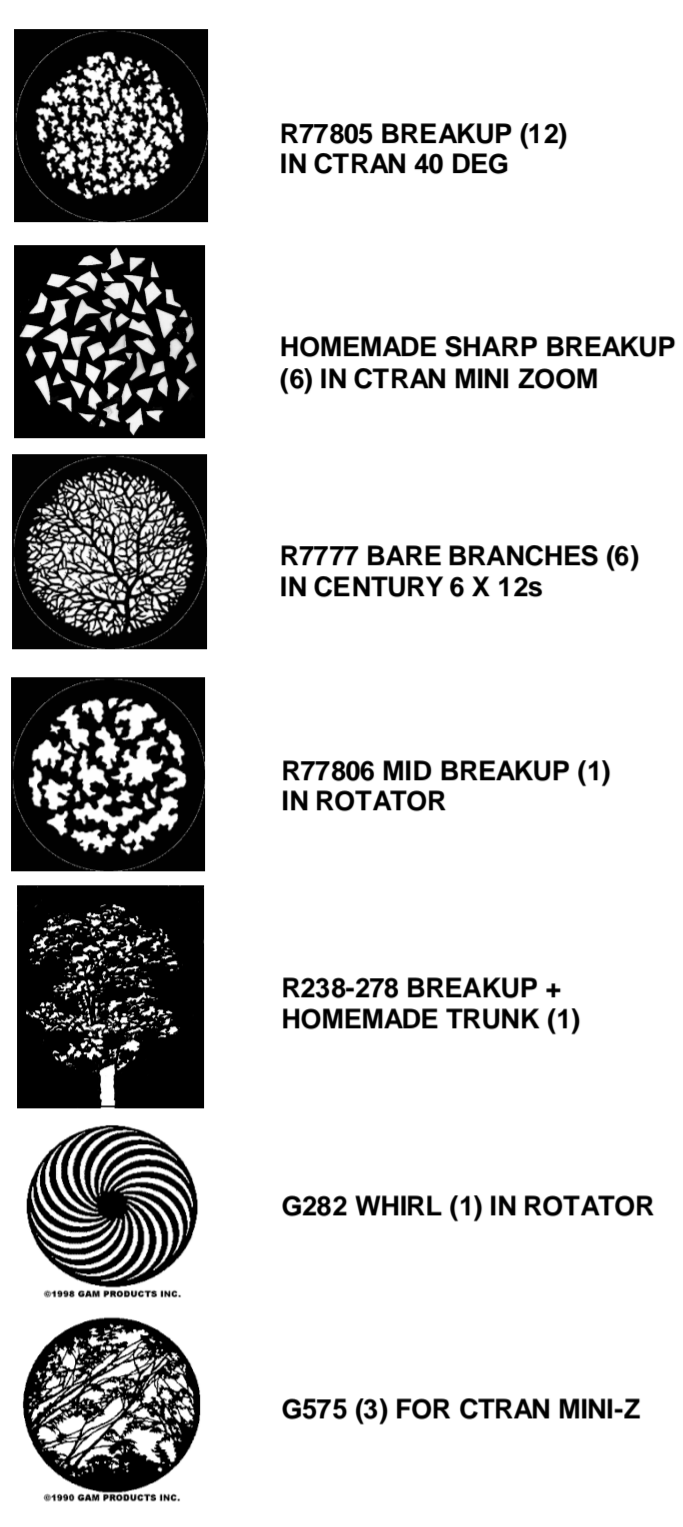 R77805 BREAKUP (12)
IN CTRAN 40 DEG
HOMEMADE SHARP BREAKUP
(6) IN CTRAN MINI ZOOM
R7777 BARE BRANCHES (6)
IN CENTURY 6 X 12s
R77806 MID BREAKUP (1)
IN ROTATOR
R238-278 BREAKUP +
HOMEMADE TRUNK (1)
G282 WHIRL (1) IN ROTATOR
©1998 GAM PRODUCTS INC.
G575 (3) FOR CTRAN MINI-Z
©1990 GAM PRODUCTS INC.